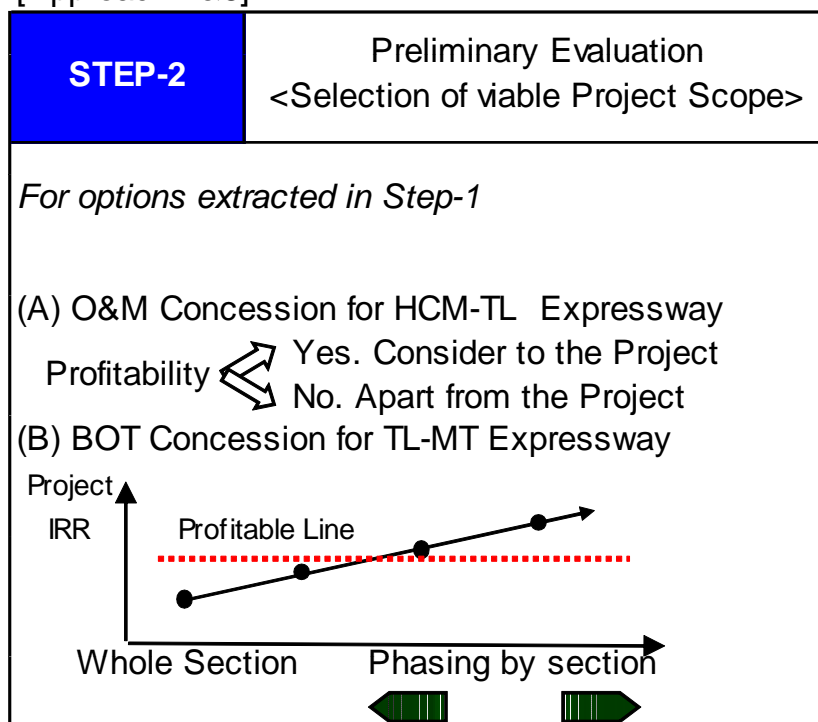 STEP-2
Preliminary Evaluation
<Selection of viable Project Scope>
For options extracted in Step-1
(A) O&M Concession for HCM-TL Expressway
Profitability
Yes. Consider to the Project
No. Apart from the Project
(B) BOT Concession for TL-MT Expressway
Project
IRR
Profitable Line
Whole Section
Phasing by section